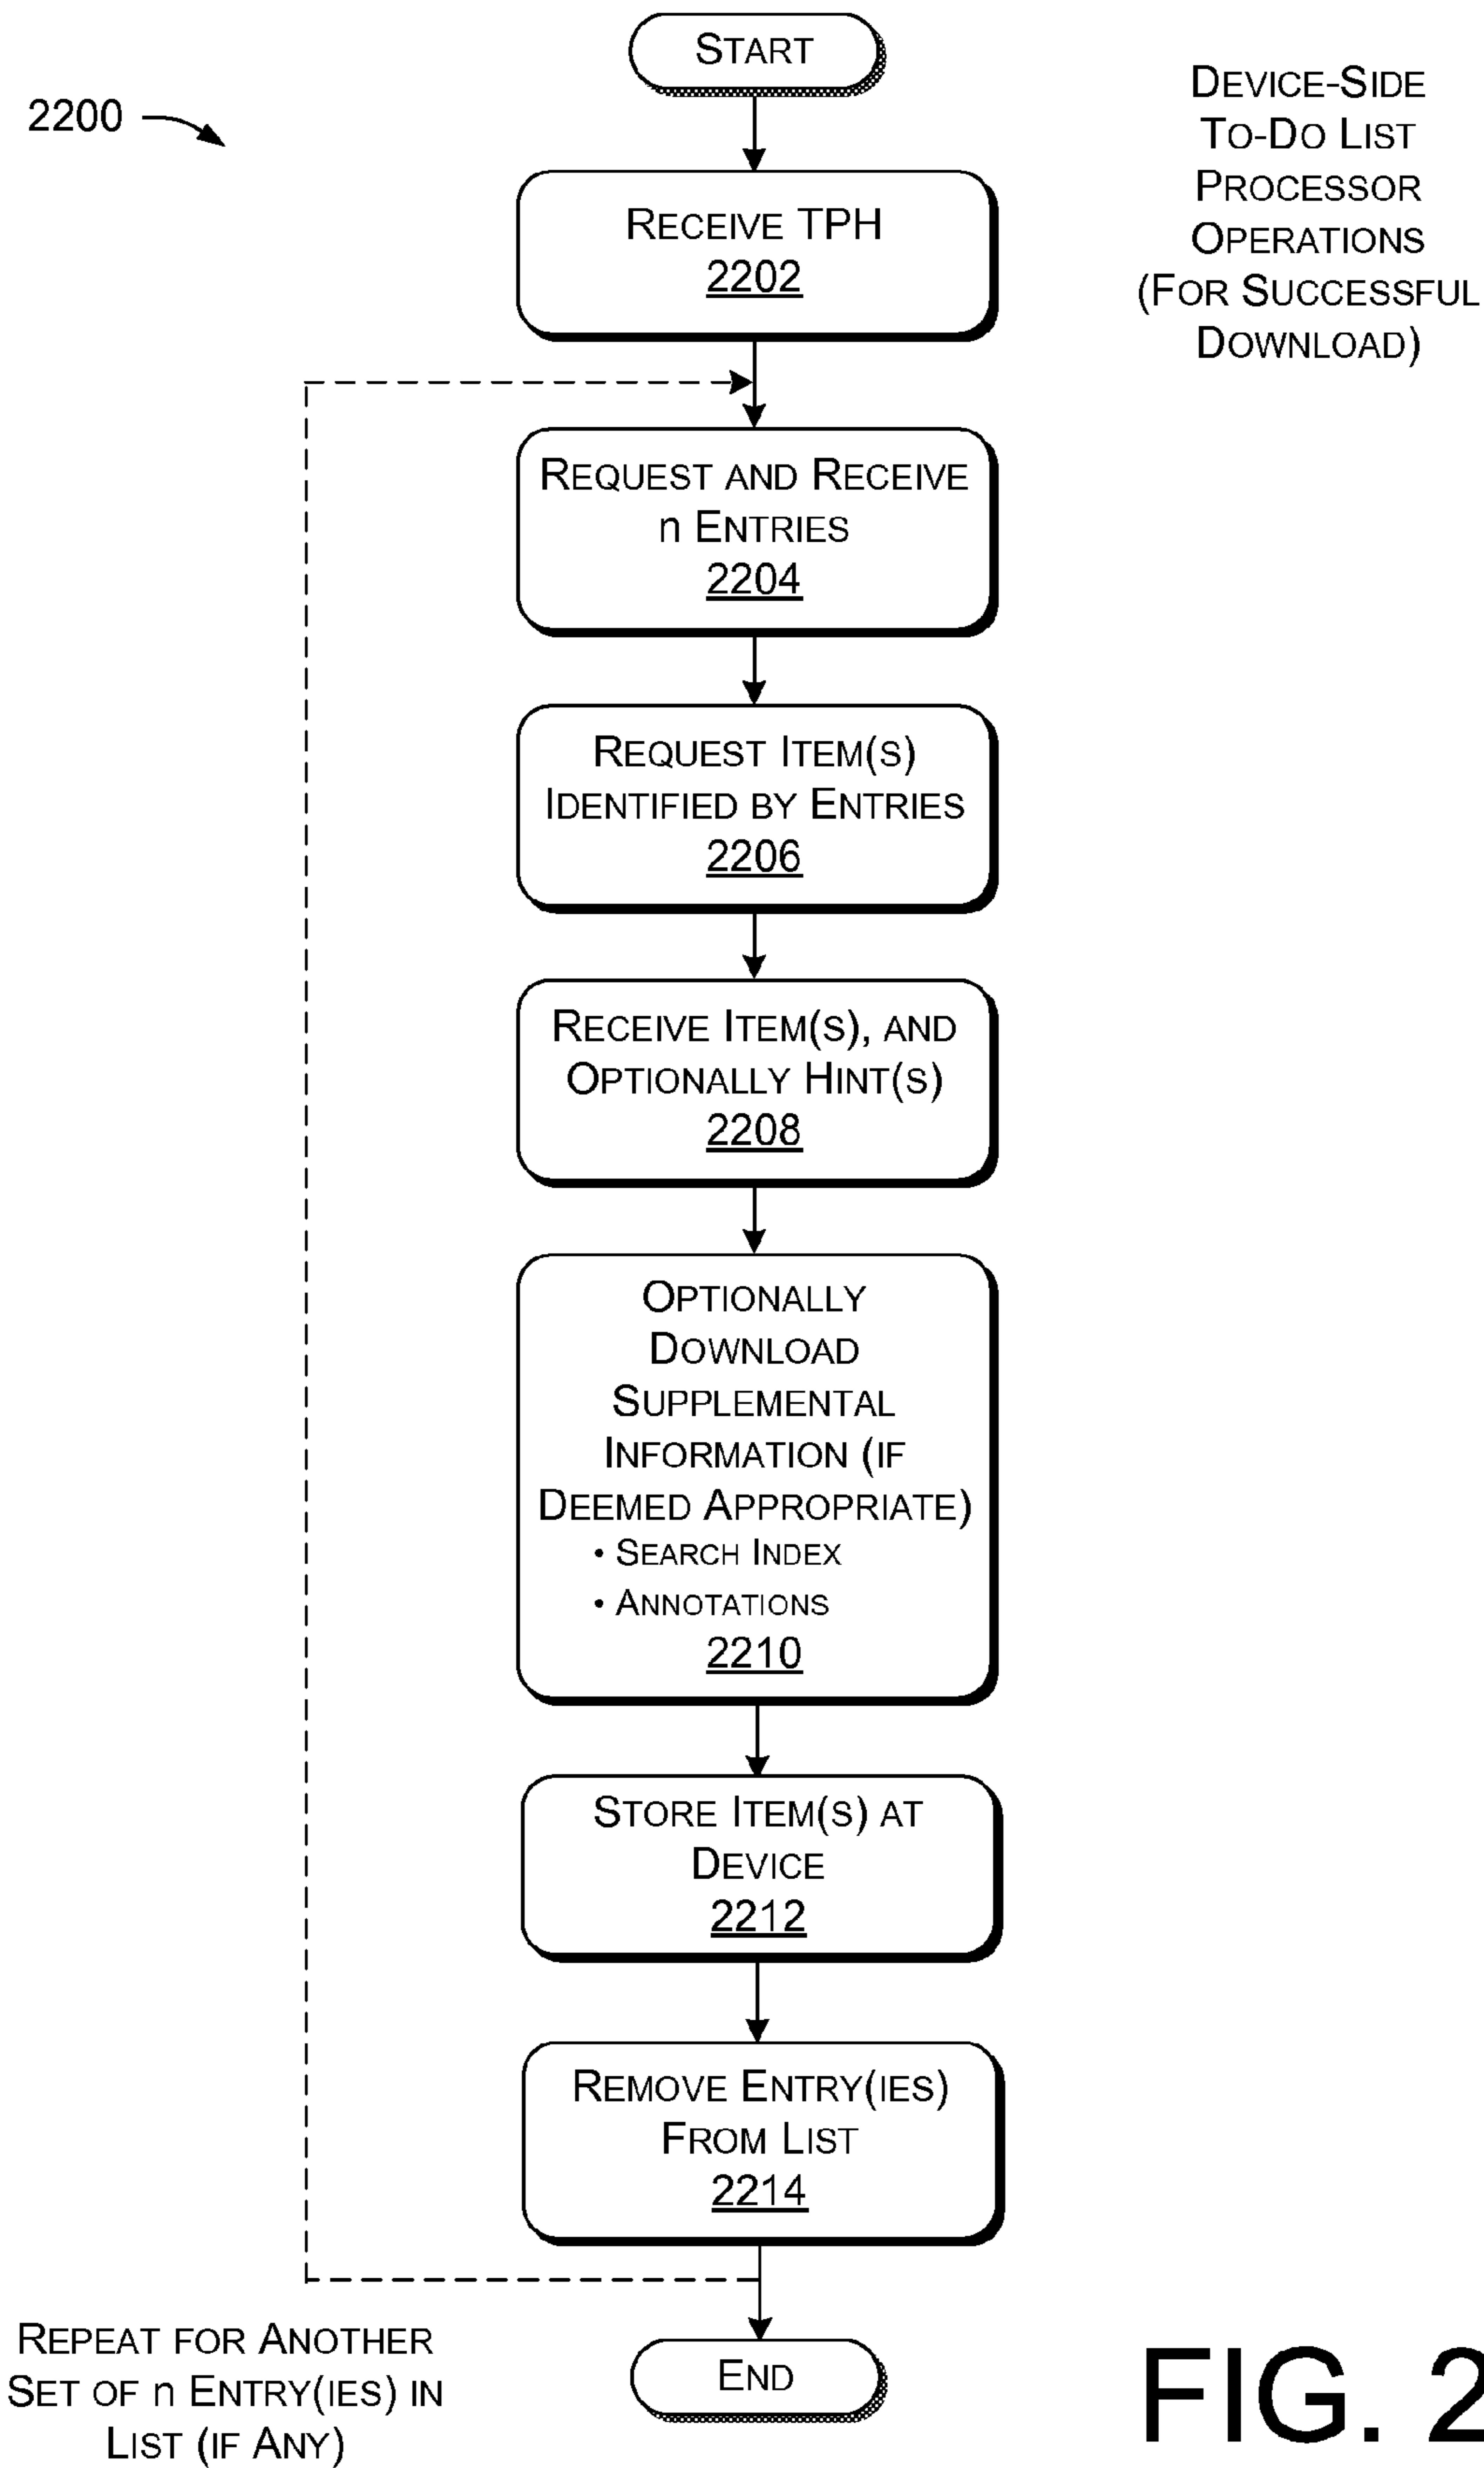 START
2200
DEVICE-SIDE
TO-DO LIST
PROCESSOR
OPERATIONS
(FOR SUCCESSFUL
DOWNLOAD)
RECEIVE TPH
2202
REQUEST AND RECEIVE
n ENTRIES
2204
REQUEST ITEM(S)
IDENTIFIED BY ENTRIES
2206
RECEIVE ITEM(S), AND
OPTIONALLY HINT(S)
2208
OPTIONALLY
DOWNLOAD
SUPPLEMENTAL
INFORMATION (IF
DEEMED APPROPRIATE)
• SEARCH INDEX
• ANNOTATIONS
2210
STORE ITEM(S) AT
DEVICE
2212
REMOVE ENTRY(IES)
FROM LIST
2214
REPEAT FOR ANOTHER
SET OF n ENTRY(IES) IN
LIST (IF ANY)
END
FIG. 2